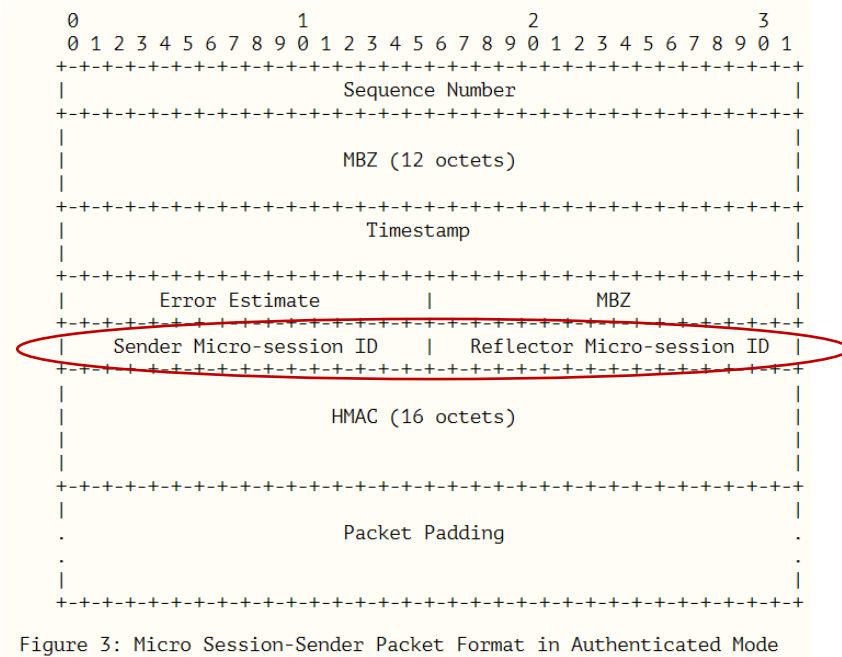 0                   1                   2                   3
0 1 2 3 4 5 6 7 8 9 0 1 2 3 4 5 6 7 8 9 0 1 2 3 4 5 6 7 8 9 0 1
+-+-+-+-+-+-+-+-+-+-+-+-+-+-+-+-+-+-+-+-+-+-+-+-+-+-+-+-+-+-+-+-+
|                        Sequence Number                        |
+-+-+-+-+-+-+-+-+-+-+-+-+-+-+-+-+-+-+-+-+-+-+-+-+-+-+-+-+-+-+-+-+
|                                                               |
|                        MBZ (12 octets)                        |
|                                                               |
+-+-+-+-+-+-+-+-+-+-+-+-+-+-+-+-+-+-+-+-+-+-+-+-+-+-+-+-+-+-+-+-+
|                          Timestamp                            |
|                                                               |
+-+-+-+-+-+-+-+-+-+-+-+-+-+-+-+-+-+-+-+-+-+-+-+-+-+-+-+-+-+-+-+-+
|        Error Estimate         |              MBZ              |
+-+-+-+-+-+-+-+-+-+-+-+-+-+-+-+-+-+-+-+-+-+-+-+-+-+-+-+-+-+-+-+-+
|    Sender Micro-session ID    |   Reflector Micro-session ID  |
+-+-+-+-+-+-+-+-+-+-+-+-+-+-+-+-+-+-+-+-+-+-+-+-+-+-+-+-+-+-+-+-+
|                                                               |
|                       HMAC (16 octets)                        |
|                                                               |
|                                                               |
+-+-+-+-+-+-+-+-+-+-+-+-+-+-+-+-+-+-+-+-+-+-+-+-+-+-+-+-+-+-+-+-+
|                                                               |
.                        Packet Padding                         .
.                                                               .
|                                                               |
+-+-+-+-+-+-+-+-+-+-+-+-+-+-+-+-+-+-+-+-+-+-+-+-+-+-+-+-+-+-+-+-+
Figure 3: Micro Session-Sender Packet Format in Authenticated Mode